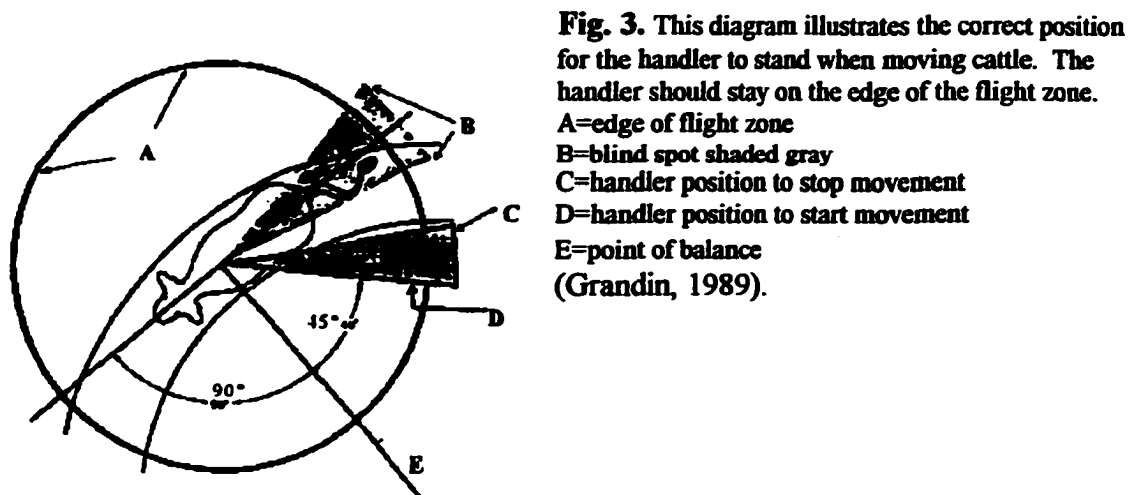 Fig. 3. This diagram illustrates the correct position
for the handler to stand when moving cattle. The
handler should stay on the edge of the flight zone.
A=edge of flight zone
B=blind spot shaded gray
C=handler position to stop movement
D=handler position to start movement
E=point of balance
(Grandin, 1989).
A
B
C
D
45°
90°
E